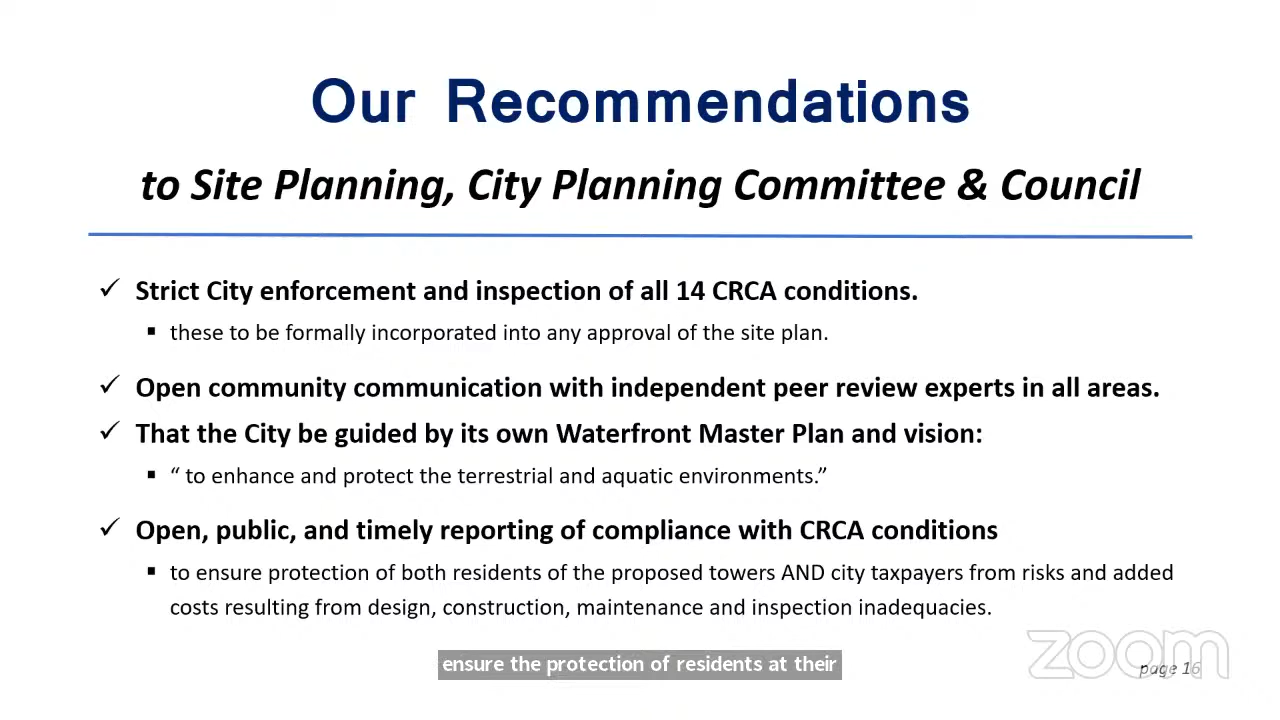 Our Recommendations
to Site Planning, City Planning Committee & Council
✓ Strict City enforcement and inspection of all 14 CRCA conditions.
▪ these to be formally incorporated into any approval of the site plan.
✓ Open community communication with independent peer review experts in all areas.
✓ That the City be guided by its own Waterfront Master Plan and vision:
▪ “ to enhance and protect the terrestrial and aquatic environments.”
✓ Open, public, and timely reporting of compliance with CRCA conditions
▪ to ensure protection of both residents of the proposed towers AND city taxpayers from risks and added
costs resulting from design, construction, maintenance and inspection inadequacies.
ensure the protection of residents at their
zoom
page 16